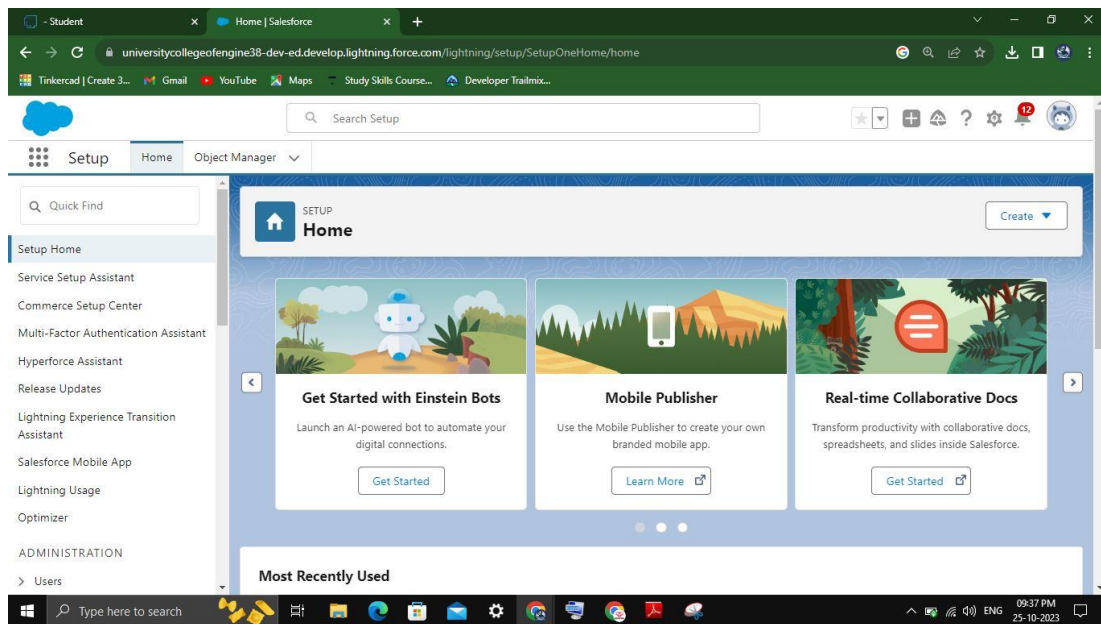 - Student
Home | Salesforce
universitycollegeofengine38-dev-ed.develop.lightning.force.com/lightning/setup/SetupOneHome/home
Tinkercad | Create 3...
Gmail
YouTube
Maps
Study Skills Course...
Developer Trailmix...
Search Setup
12
Setup
Home
Object Manager
Quick Find
Setup Home
Service Setup Assistant
Commerce Setup Center
Multi-Factor Authentication Assistant
Hyperforce Assistant
Release Updates
Lightning Experience Transition
Assistant
Salesforce Mobile App
Lightning Usage
Optimizer
ADMINISTRATION
Users
SETUP
Home
Create
Get Started with Einstein Bots
Launch an AI-powered bot to automate your
digital connections.
Get Started
Mobile Publisher
Use the Mobile Publisher to create your own
branded mobile app.
Learn More
Real-time Collaborative Docs
Transform productivity with collaborative docs,
spreadsheets, and slides inside Salesforce.
Get Started
Most Recently Used
Type here to search
ENG
09:37 PM
25-10-2023